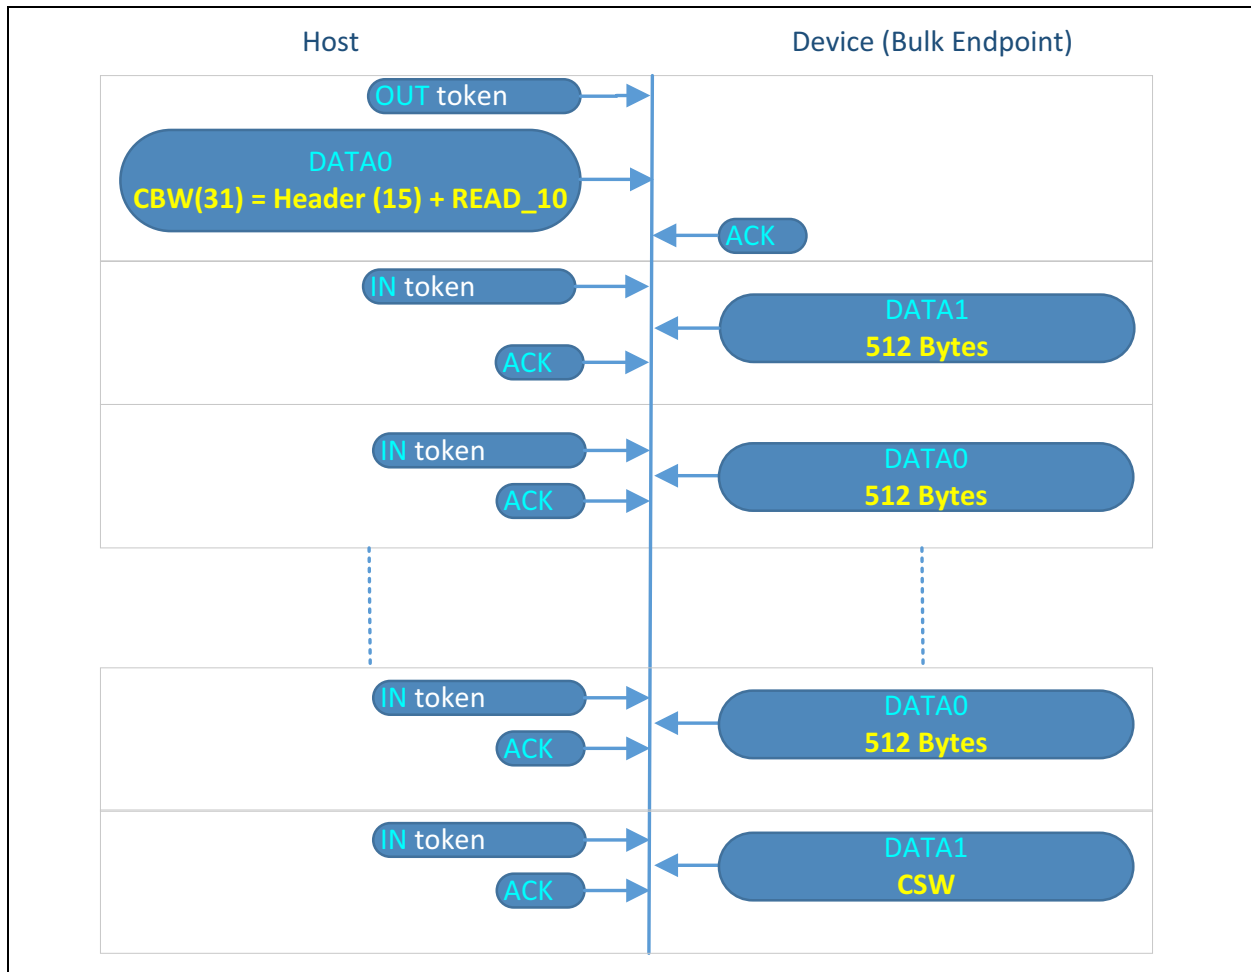 Host
Device (Bulk Endpoint)
OUT token
DATA0
CBW(31) = Header (15) + READ_10
ACK
IN token
DATA1
512 Bytes
ACK
IN token
DATA0
512 Bytes
ACK
IN token
DATA0
512 Bytes
ACK
IN token
DATA1
CSW
ACK